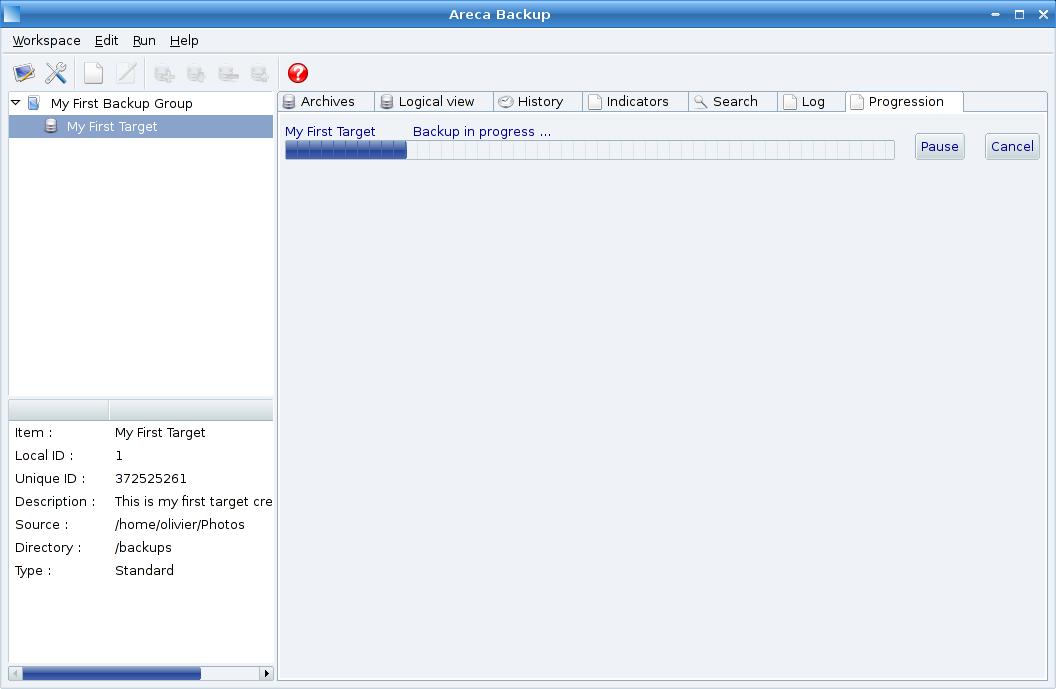 Areca Backup
Workspace Edit Run Help
My First Backup Group
My First Target
Archives Logical view History Indicators Search Log Progression
My First Target Backup in progress ...
Pause Cancel
Item : My First Target
Local ID : 1
Unique ID : 372525261
Description : This is my first target cre
Source : /home/olivier/Photos
Directory : /backups
Type : Standard